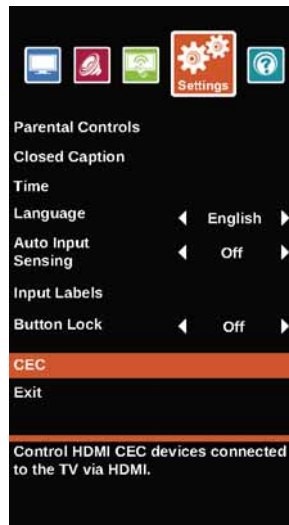 Settings
Parental Controls
Closed Caption
Time
Language English
Auto Input
Sensing Off
Input Labels
Button Lock Off
CEC
Exit
Control HDMI CEC devices connected
to the TV via HDMI.